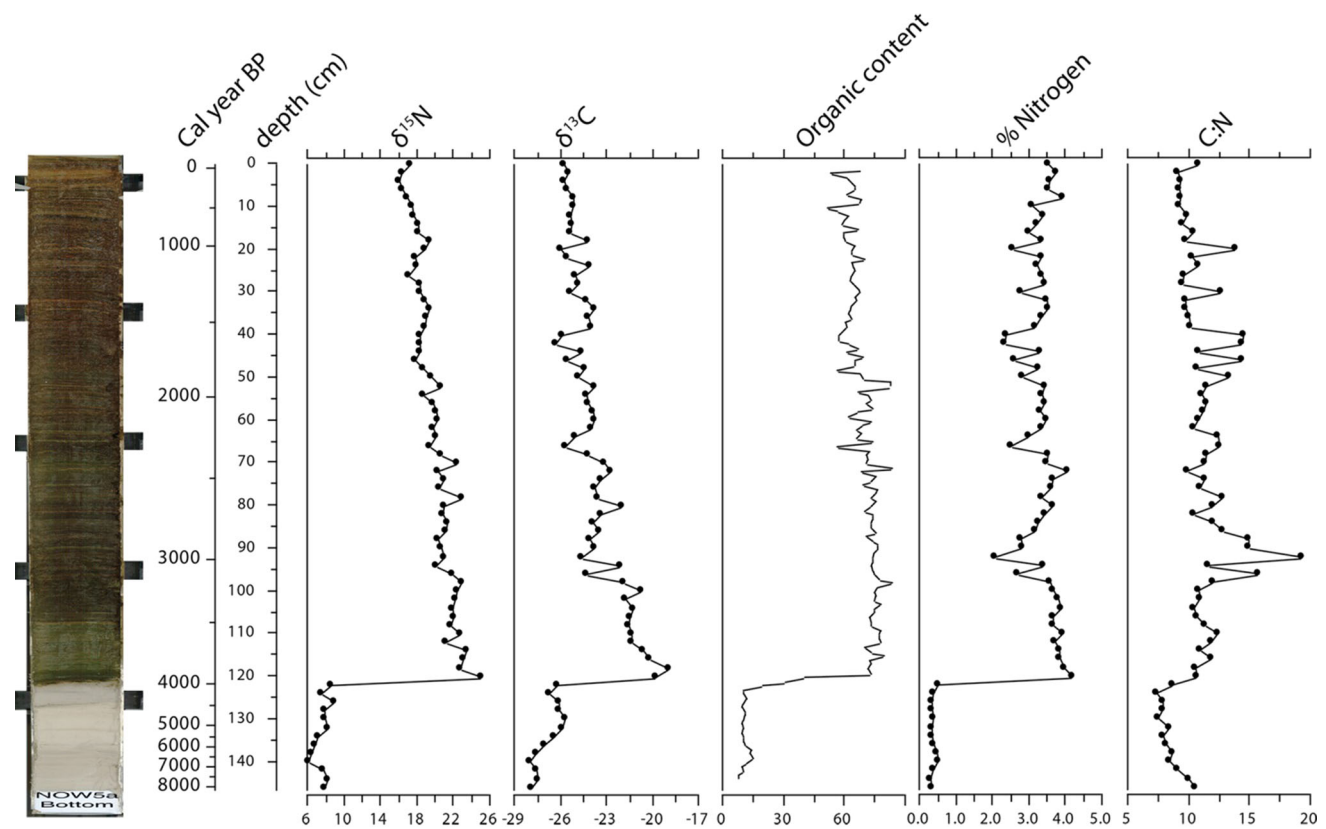 Cal year BP
depth (cm)
δ¹⁵N
δ¹³C
Organic content
% Nitrogen
C:N
0
1000
2000
3000
4000
5000
6000
7000
8000
0
10
20
30
40
50
60
70
80
90
100
110
120
130
140
NOW5a
Bottom
6 10 14 18 22 26
-29 -26 -23 -20 -17
0 30 60
0.0 1.0 2.0 3.0 4.0 5.0
5 10 15 20